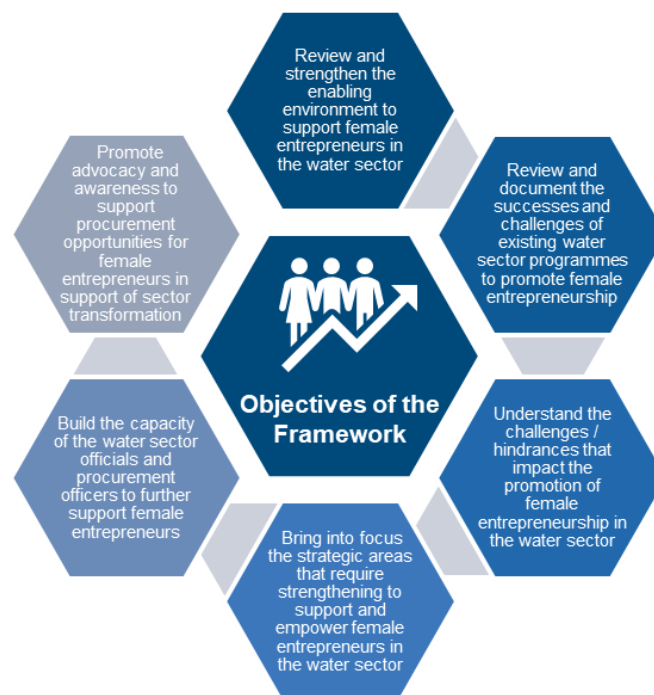 Review and
strengthen the
enabling
environment to
support female
entrepreneurs in
the water sector
Review and
document the
successes and
challenges of
existing water
sector programmes
to promote female
entrepreneurship
Understand the
challenges /
hindrances that
impact the
promotion of
female
entrepreneurship in
the water sector
Bring into focus
the strategic areas
that require
strengthening to
support and
empower female
entrepreneurs in
the water sector
Build the capacity
of the water sector
officials and
procurement
officers to further
support female
entrepreneurs
Promote
advocacy and
awareness to
support
procurement
opportunities for
female
entrepreneurs in
support of sector
transformation
Objectives of the
Framework